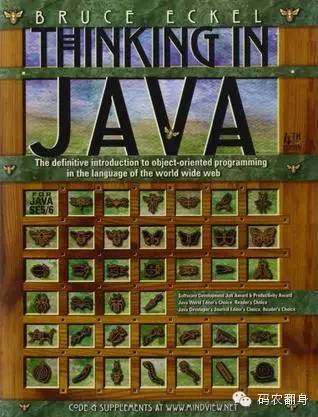 BRUCE ECKEL
THINKING IN
JAVA
4TH
EDITION
The definitive introduction to object-oriented programming
in the language of the world wide web
FOR
JAVA
SE5/6
Software Development Jolt Award & Productivity Award
Java World Editor's Choice, Reader's Choice
Java Developer's Journal Editor's Choice, Reader's Choice
CODE & SUPPLEMENTS AT WWW.MINDVIEW.NET
码农翻身